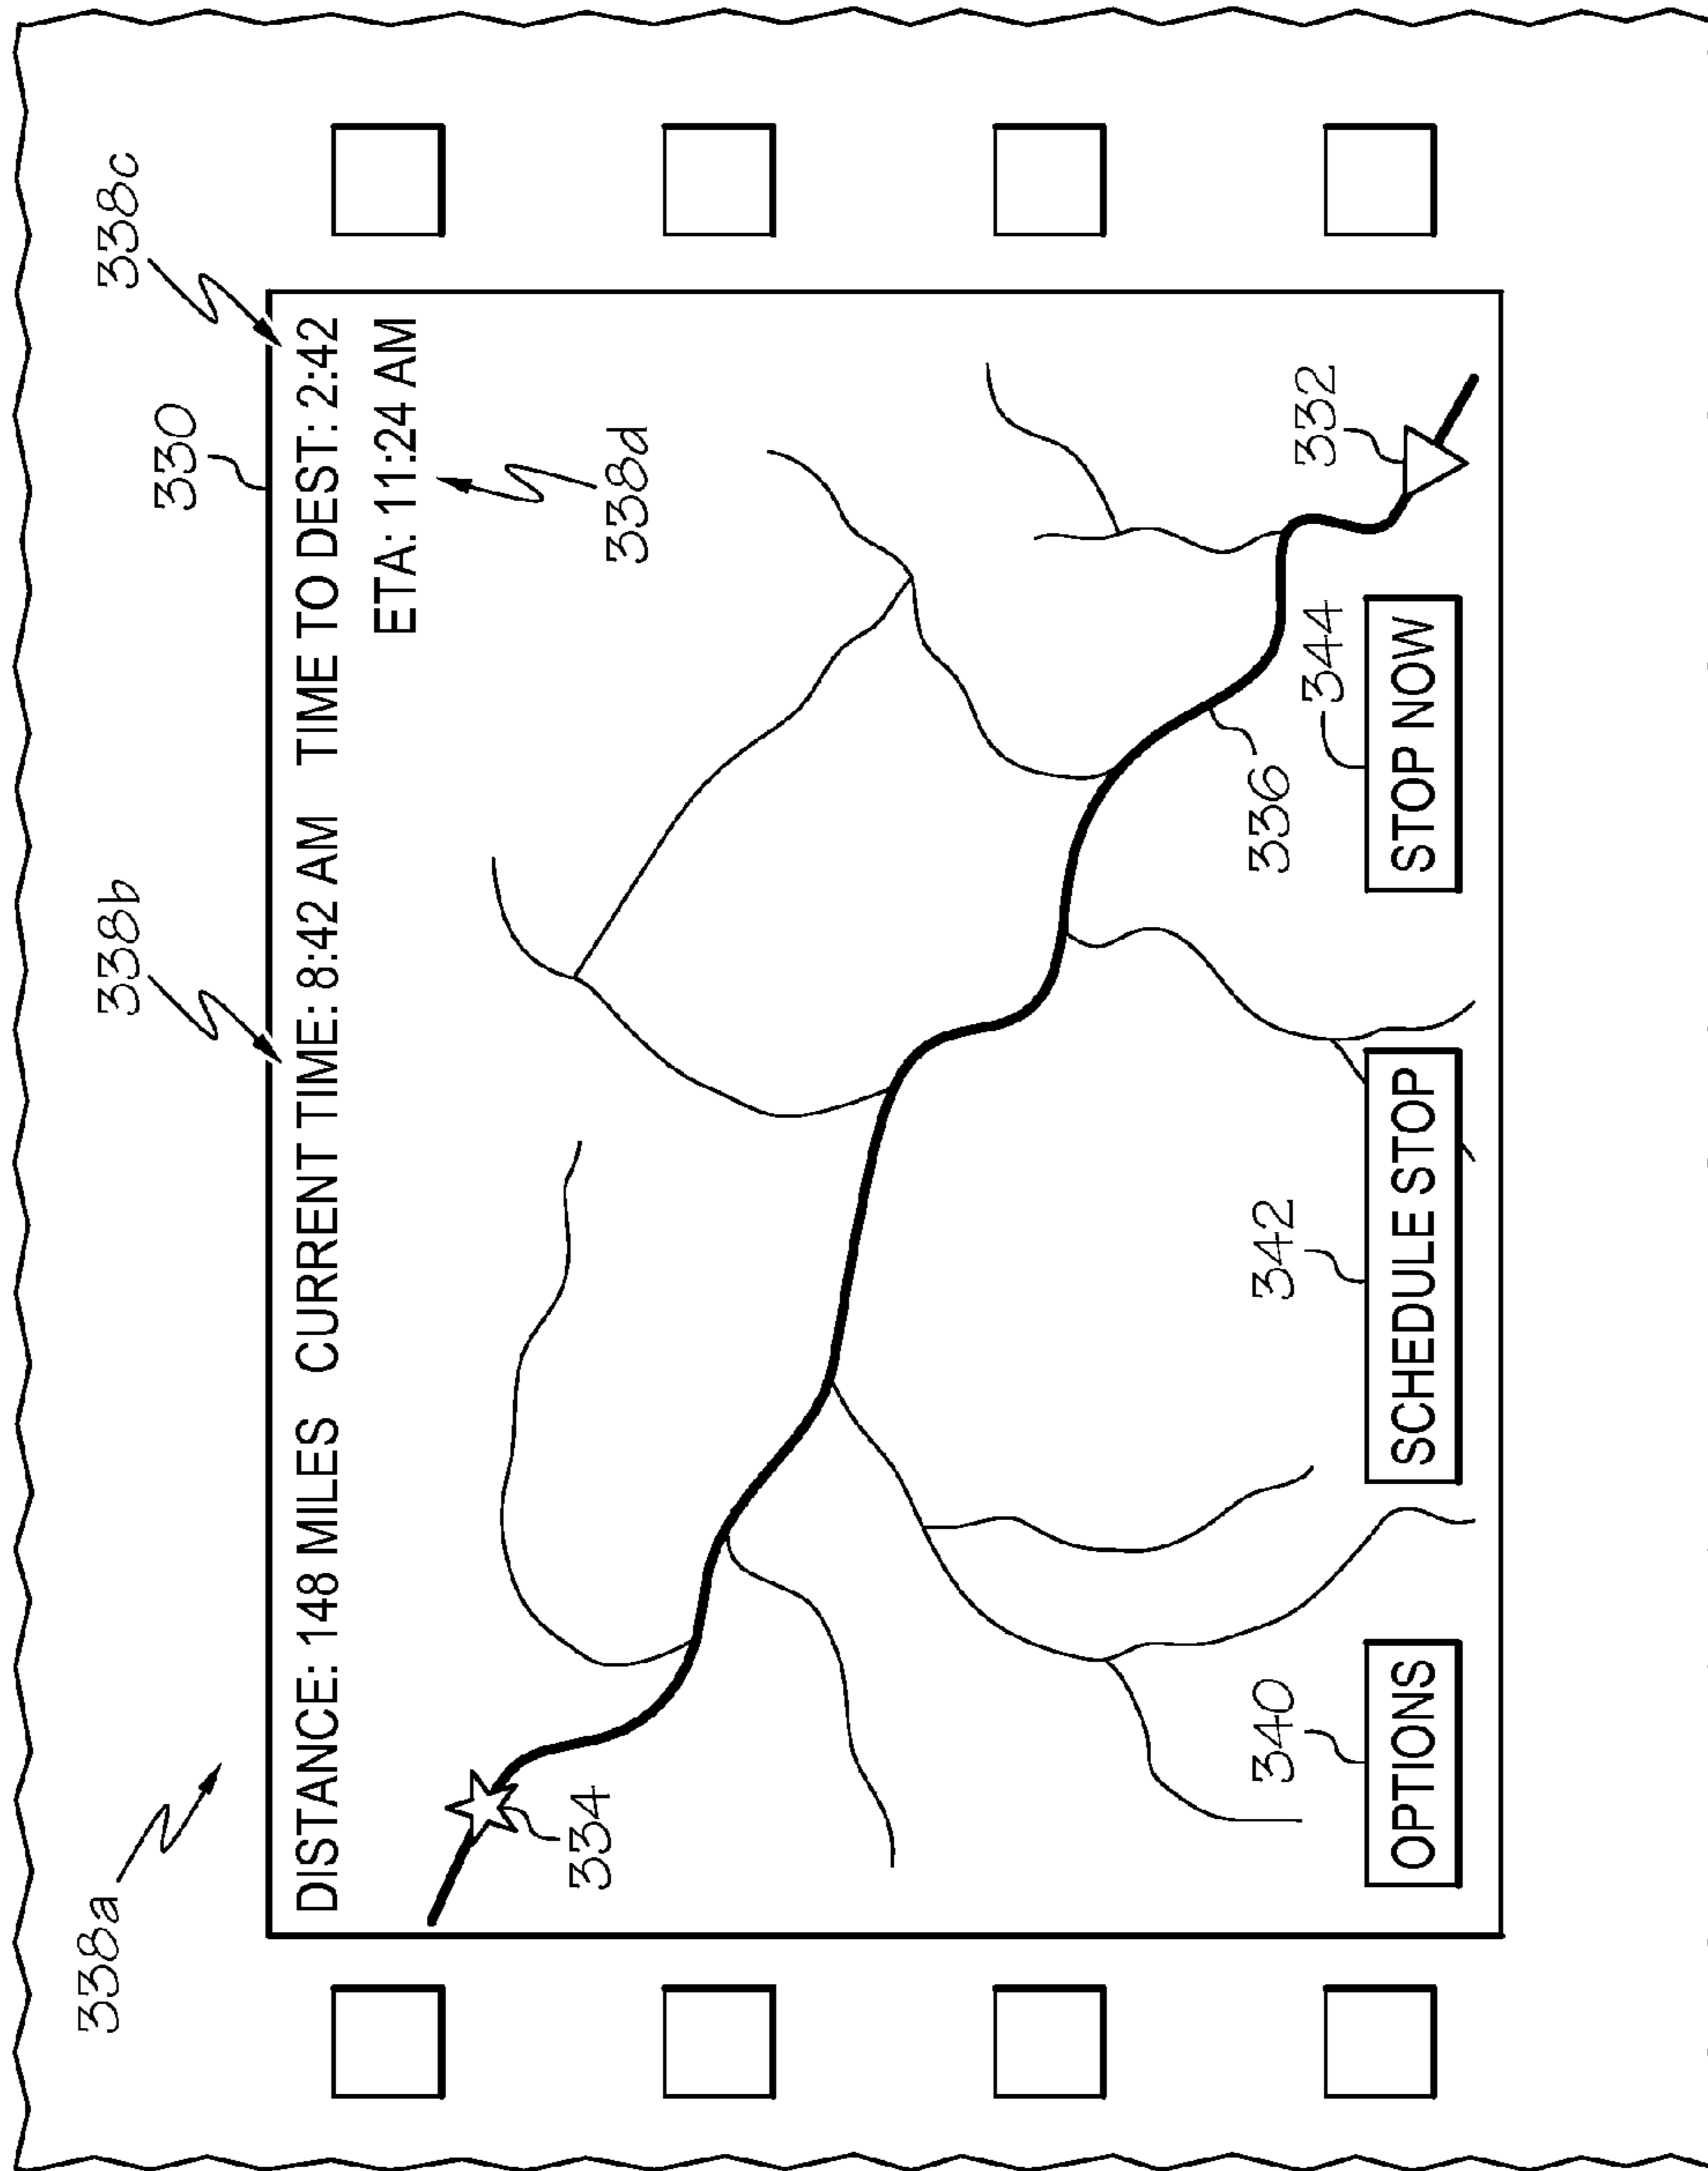 338a
338b
338c
330
DISTANCE: 148 MILES CURRENT TIME: 8:42 AM TIME TO DEST: 2:42
ETA: 11:24 AM
338d
334
336
332
340
342
344
OPTIONS
SCHEDULE STOP
STOP NOW